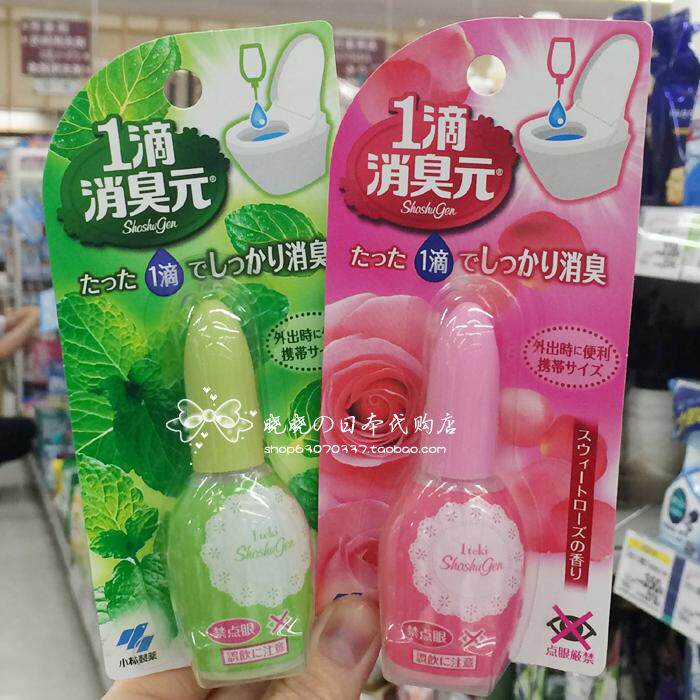 1滴
消臭元®
ShoshuGen
たった1滴でしっかり消臭
外出時に
携帯サイ
1teki
ShoshuGen
眼点禁
誤飲に注意
小林製薬
1滴
消臭元®
ShoshuGen
たった1滴でしっかり消臭
外出時に便利
携帯サイズ
スウィートローズの香り
1teki
ShoshuGen
眼点禁
誤飲に注意
点眼厳禁
晓晓の日本代购店
shop63070337.taobao.com